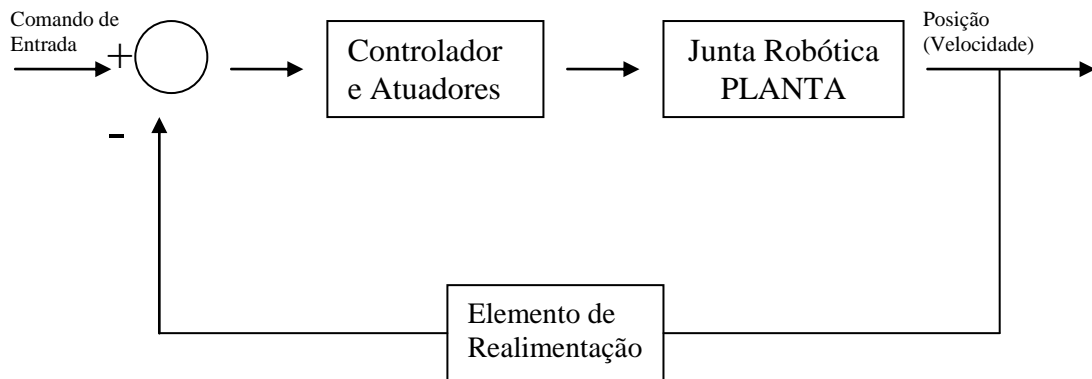 Comando de
Entrada
+
-
Controlador
e Atuadores
Junta Robótica
PLANTA
Posição
(Velocidade)
Elemento de
Realimentação